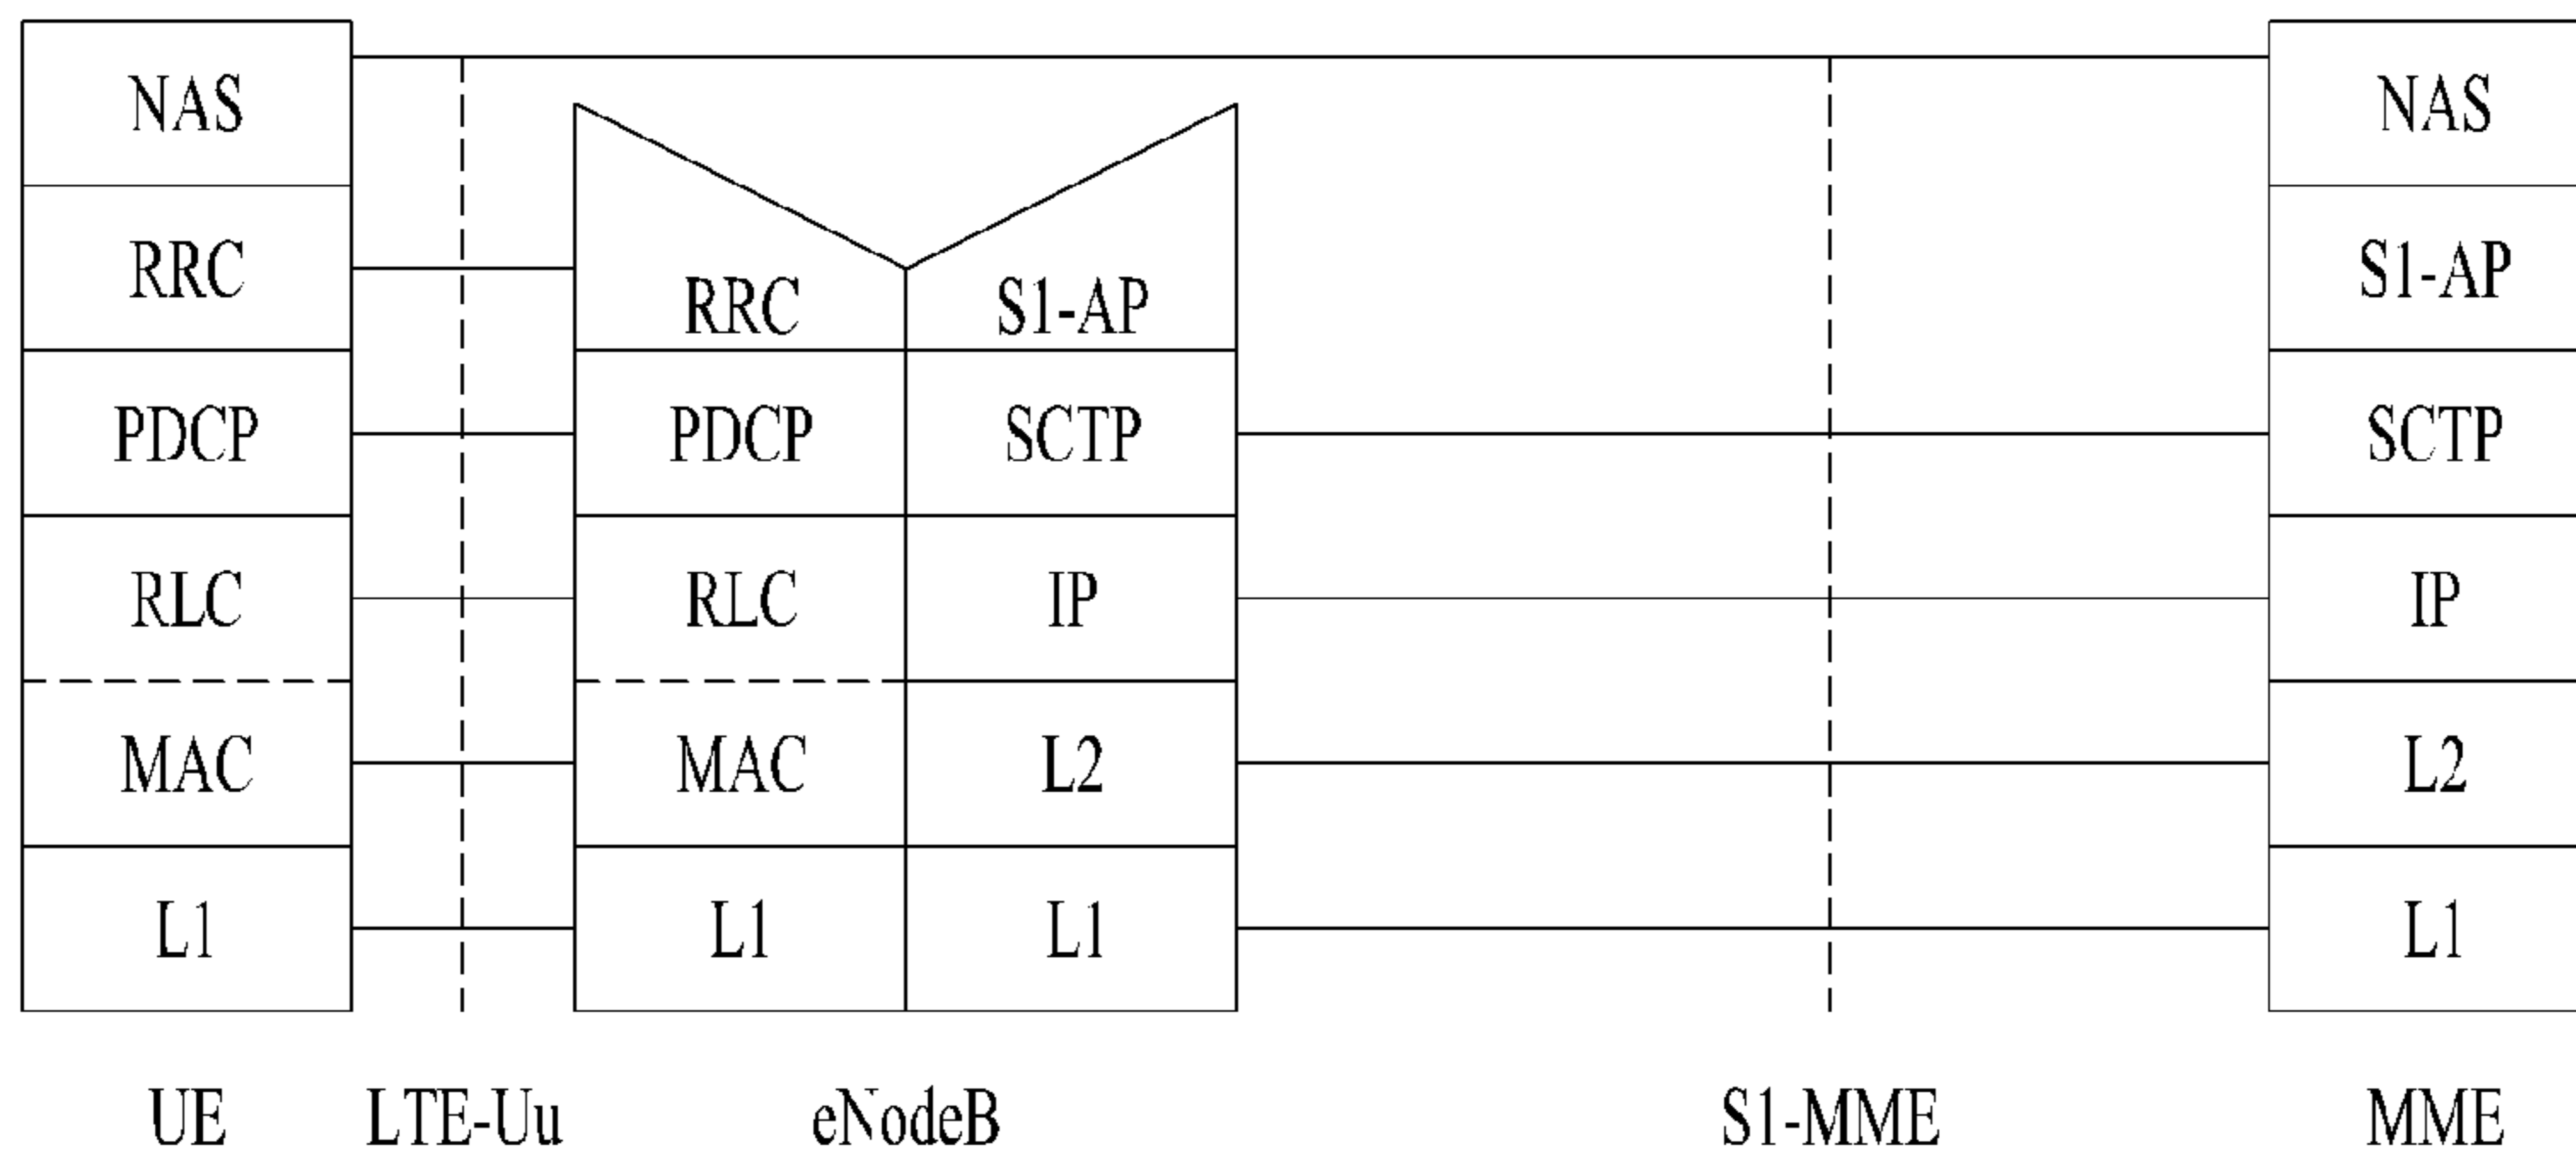 NAS NAS
RRC RRC S1-AP S1-AP
PDCP PDCP SCTP SCTP
RLC RLC IP IP
MAC MAC L2 L2
L1 L1 L1 L1
UE LTE-Uu eNodeB S1-MME MME